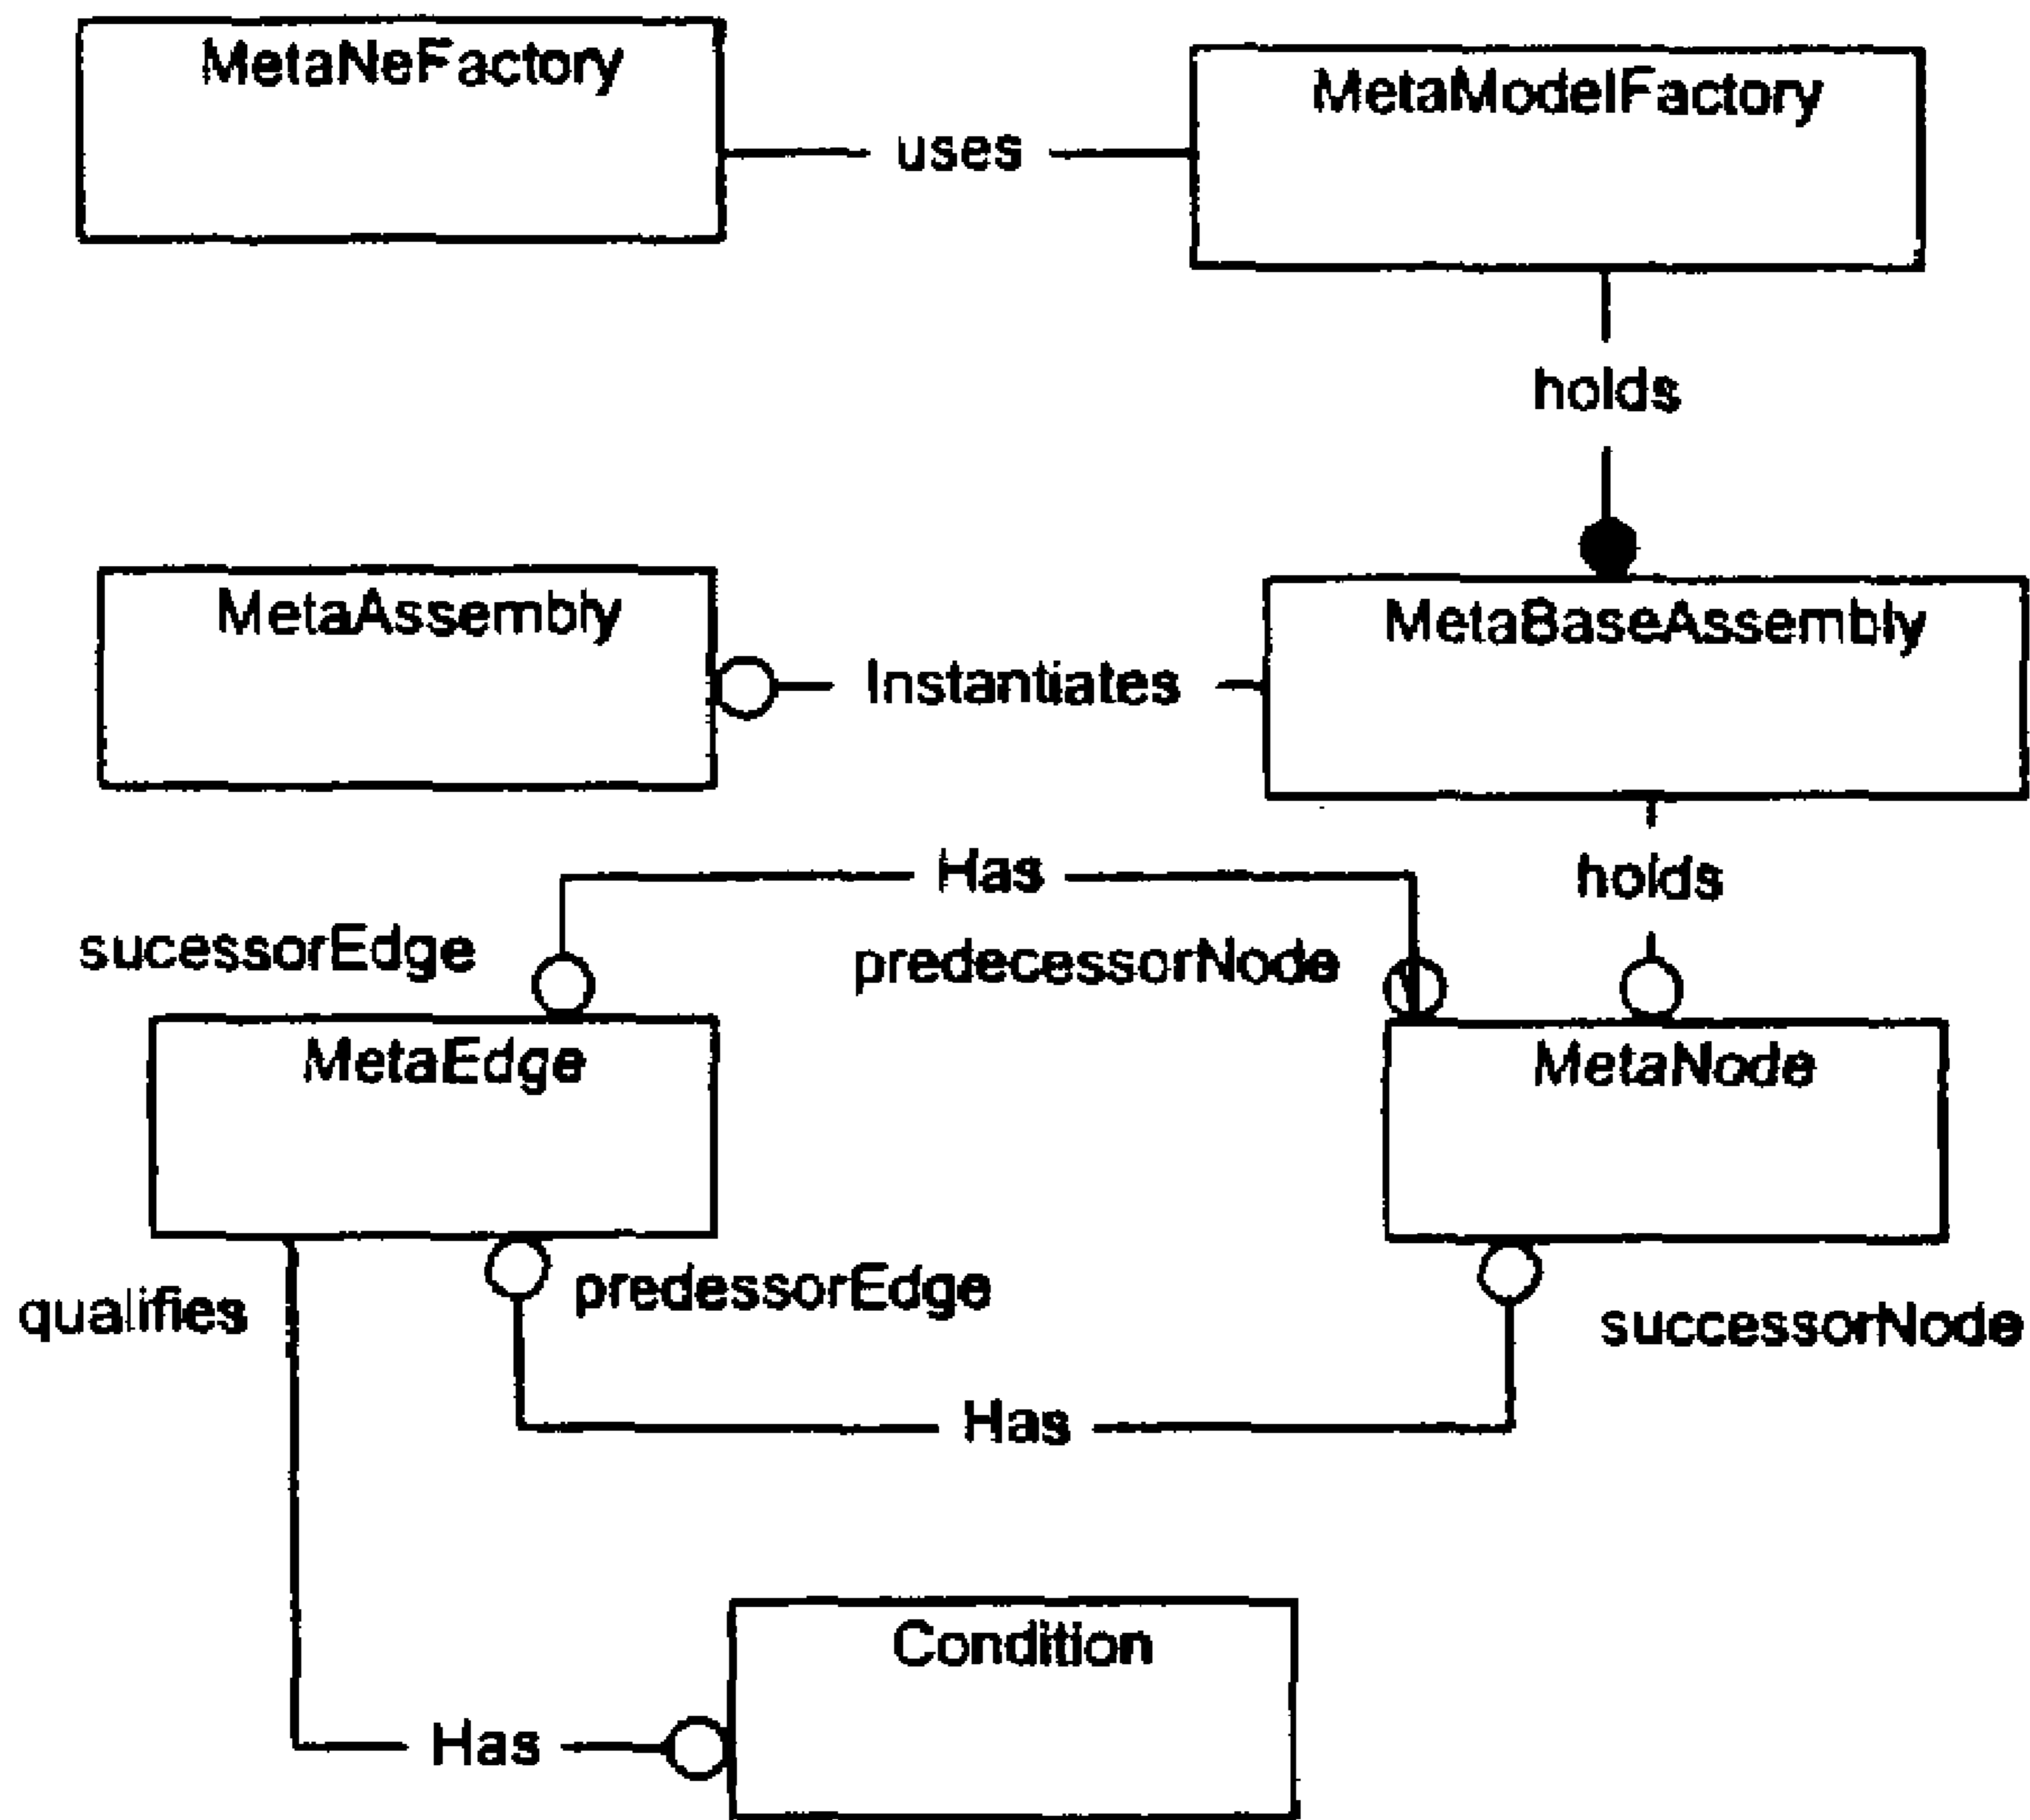 MetaNeFactory
MetaModelFactory
uses
holds
MetaAssembly
MetaBaseAssembly
Instantiates
Has
holds
sucessorEdge
predecessorNode
MetaEdge
MetaNode
predessorEdge
qualifies
successorNode
Has
Condition
Has